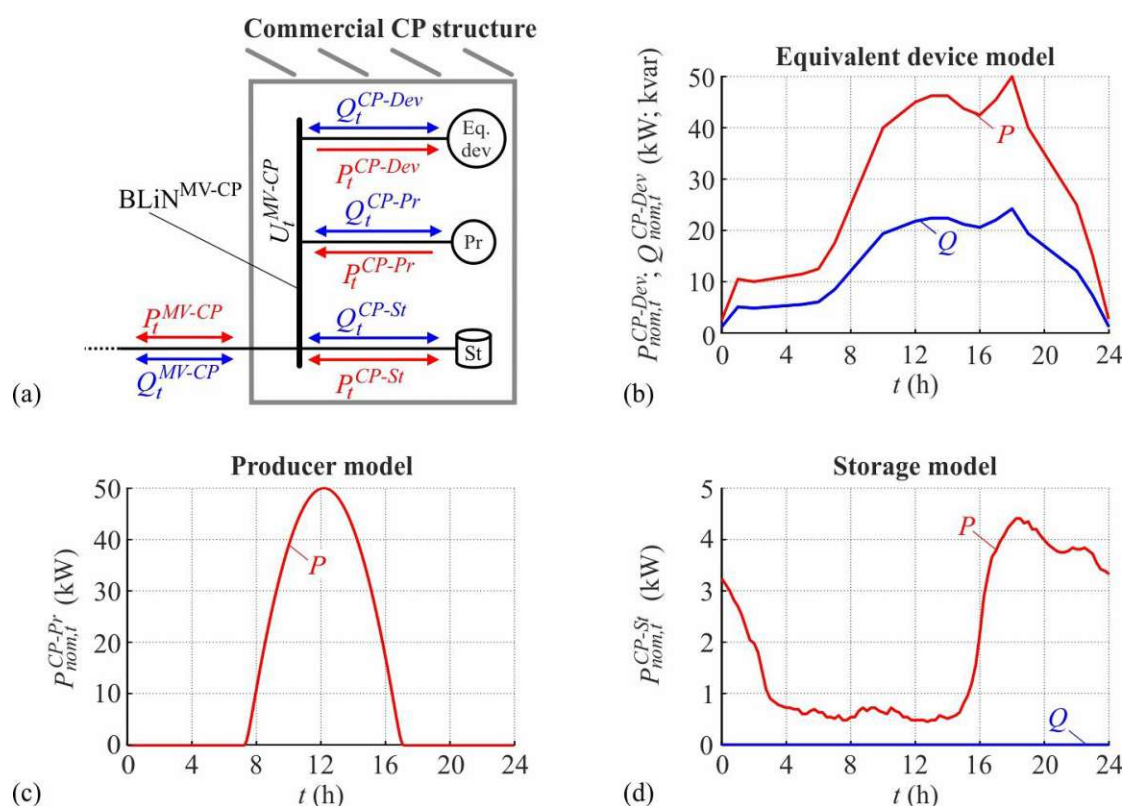 Commercial CP structure
Q_t^{CP-Dev}
Eq. dev
P_t^{CP-Dev}
BLiN^{MV-CP}
U_t^{MV-CP}
Q_t^{CP-Pr}
Pr
P_t^{CP-Pr}
P_t^{MV-CP}
Q_t^{CP-St}
St
Q_t^{MV-CP}
P_t^{CP-St}
(a)
Equivalent device model
P_{nom,t}^{CP-Dev}; Q_{nom,t}^{CP-Dev} (kW; kvar)
50
40
30
20
10
0
P
Q
0 4 8 12 16 20 24
t (h)
(b)
Producer model
P_{nom,t}^{CP-Pr} (kW)
50
40
30
20
10
0
P
0 4 8 12 16 20 24
t (h)
(c)
Storage model
P_{nom,t}^{CP-St} (kW)
5
4
3
2
1
0
P
Q
0 4 8 12 16 20 24
t (h)
(d)